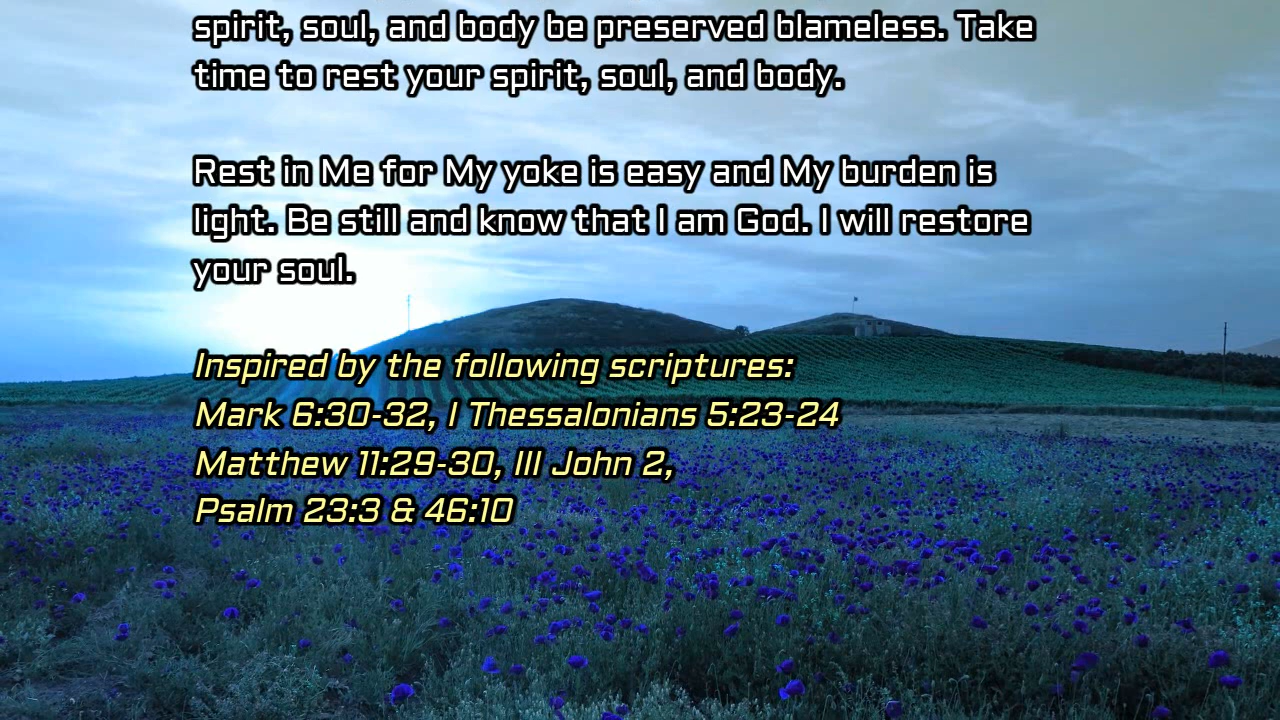 spirit, soul, and body be preserved blameless. Take
time to rest your spirit, soul, and body.
Rest in Me for My yoke is easy and My burden is
light. Be still and know that I am God. I will restore
your soul.
Inspired by the following scriptures:
Mark 6:30-32, I Thessalonians 5:23-24
Matthew 11:29-30, III John 2,
Psalm 23:3 & 46:10